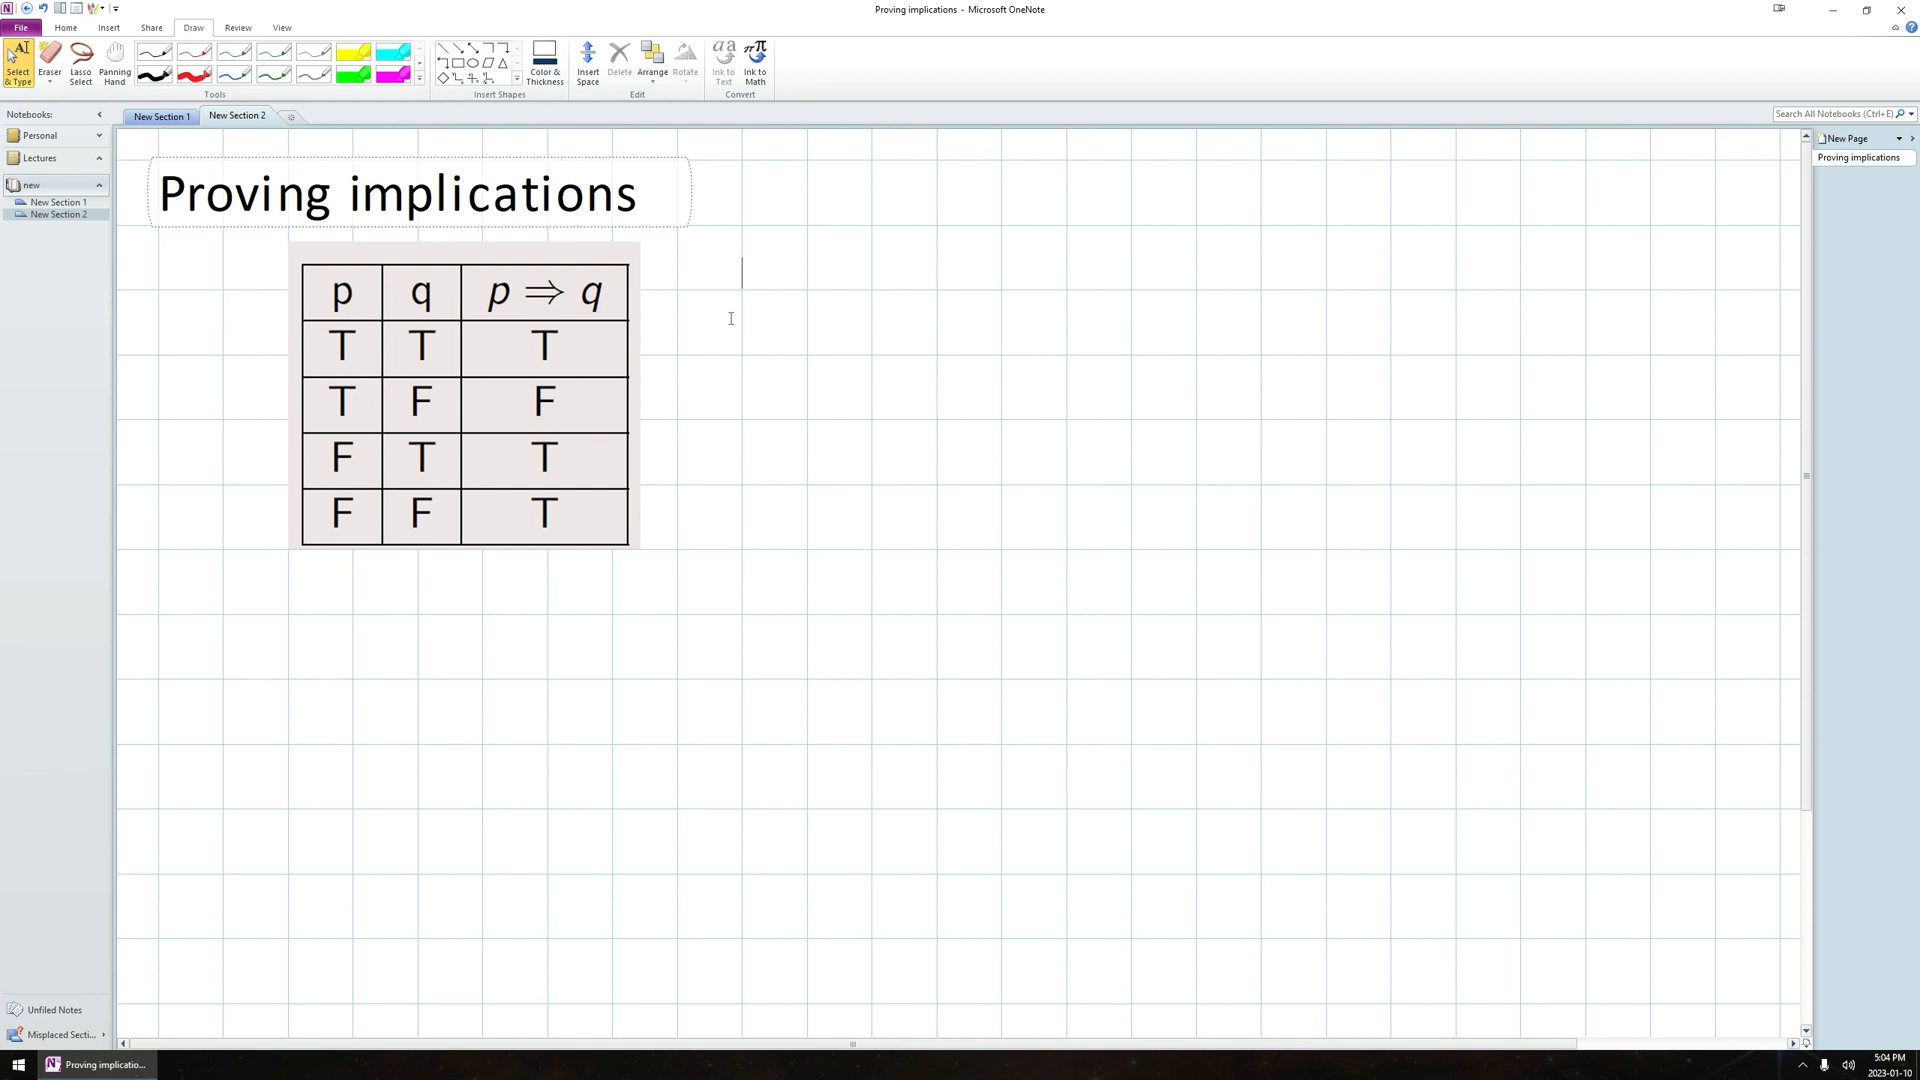 Proving implications - Microsoft OneNote
File Home Insert Share Draw Review View
Select & Type
Eraser
Lasso Select
Panning Hand
Color & Thickness
Insert Space
Delete
Arrange
Rotate
Ink to Text
Ink to Math
Tools
Insert Shapes
Edit
Convert
Notebooks:
New Section 1
New Section 2
Search All Notebooks (Ctrl+E)
Personal
Lectures
new
New Section 1
New Section 2
New Page
Proving implications
Proving implications
p q p ⟹ q
T T T
T F F
F T T
F F T
Unfiled Notes
Misplaced Secti...
Proving implicatio...
5:04 PM
2023-01-10